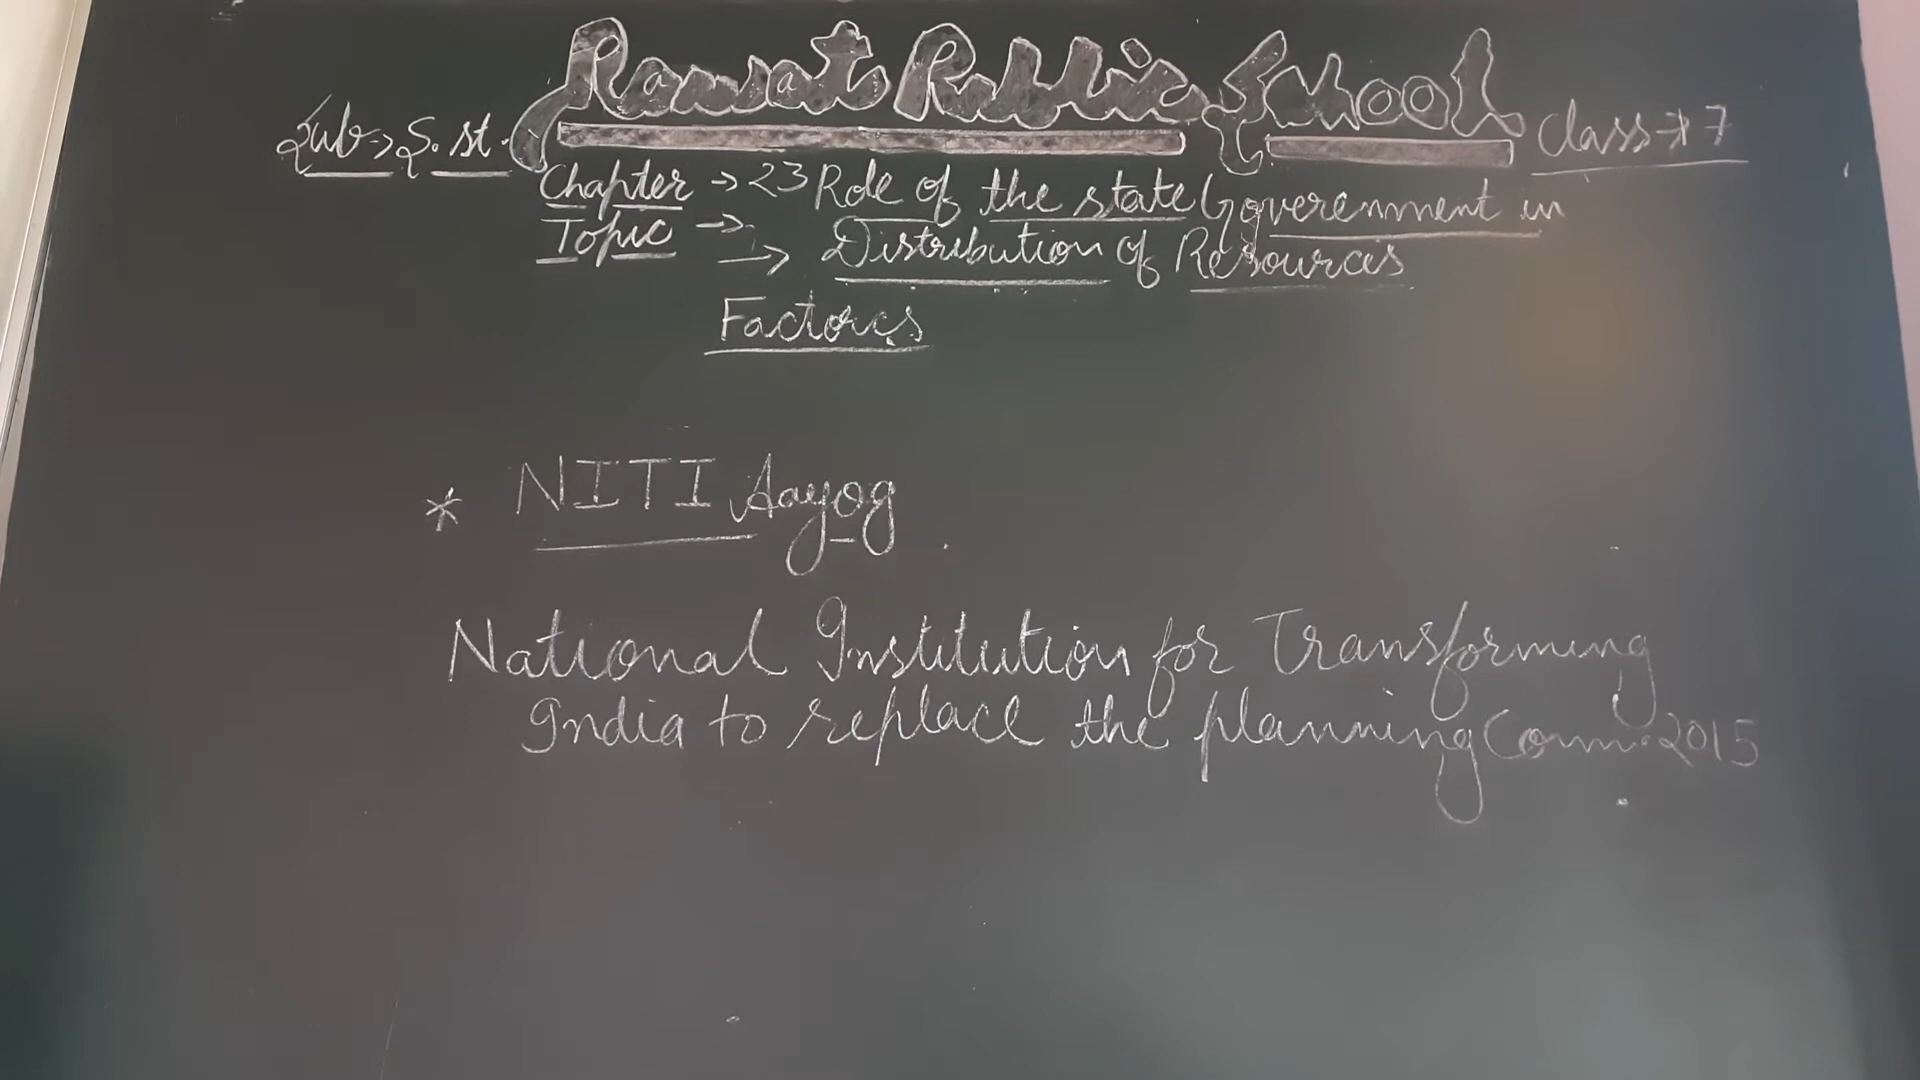 Rawat Public School
Sub→ S.st. Class→ 7
Chapter → 23 Role of the state Goverenment in
Topic → → Distribution of Resources
Factores
* NITI Aayog
National Institution for Transforming
India to replace the planning Comm. 2015